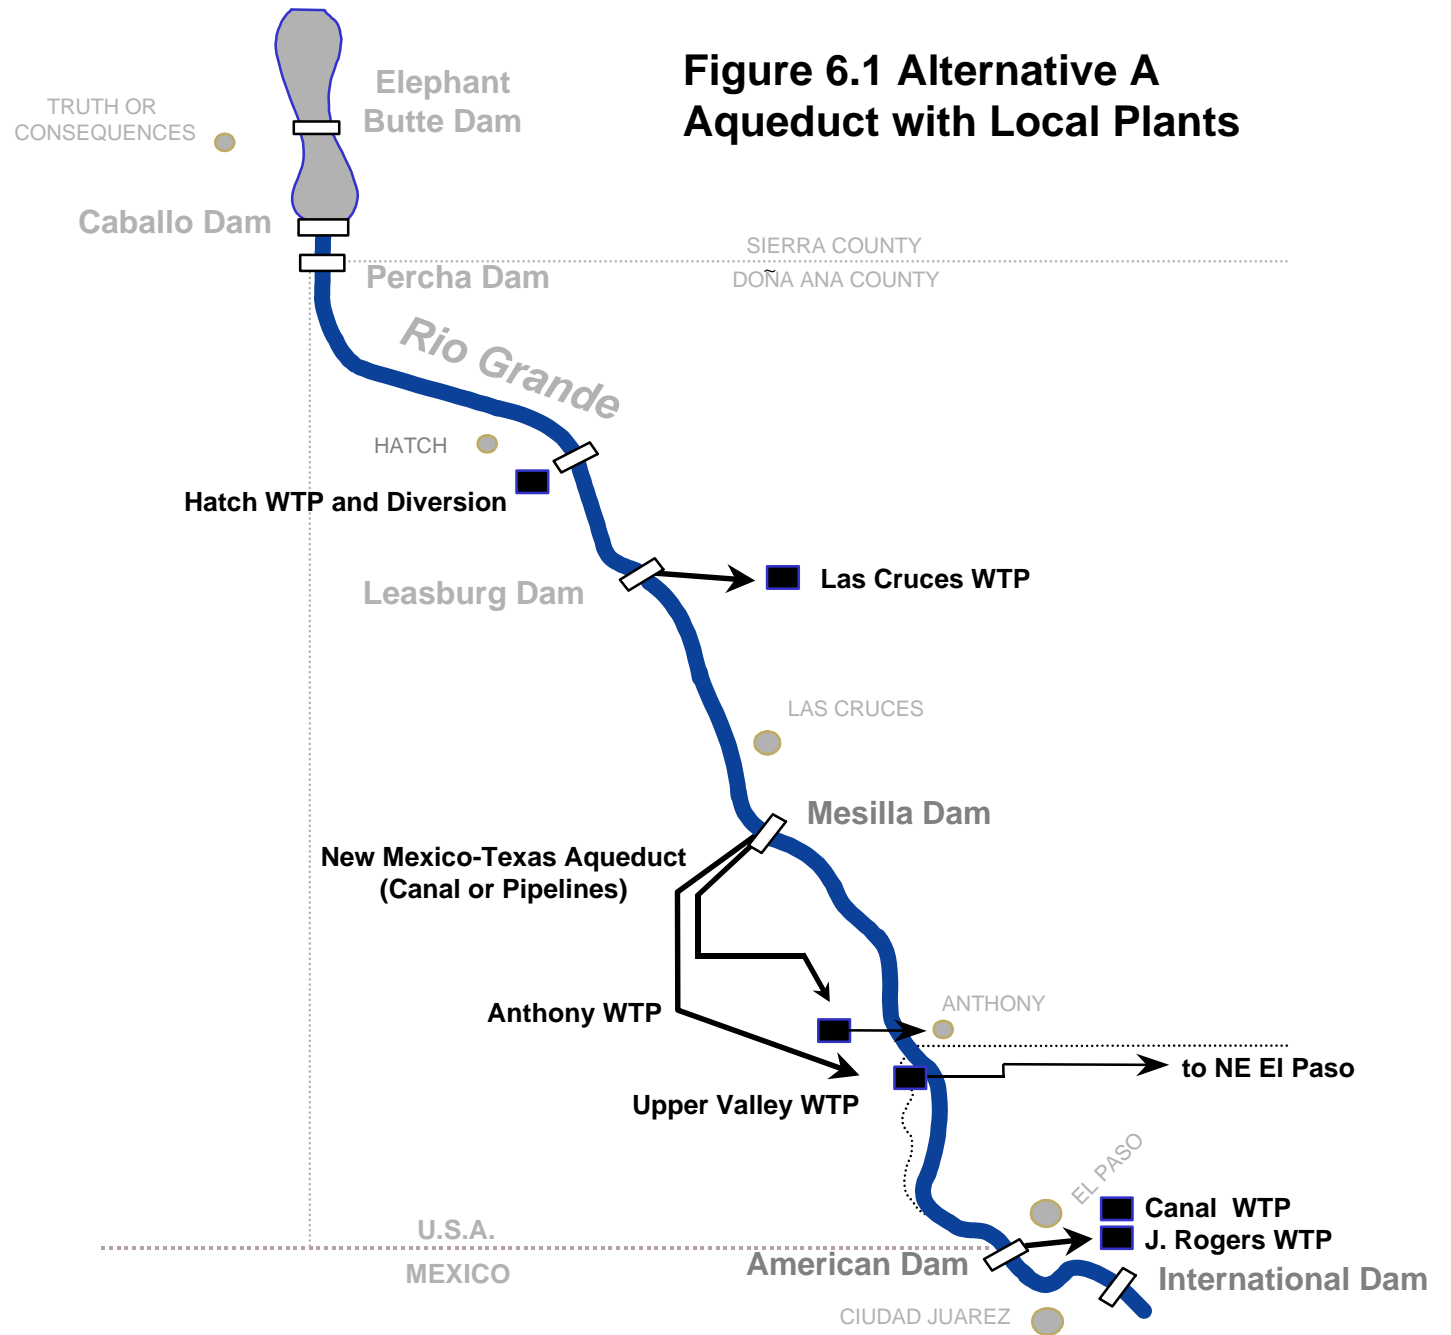 Figure 6.1 Alternative A
Aqueduct with Local Plants
Elephant
Butte Dam
TRUTH OR
CONSEQUENCES
Caballo Dam
SIERRA COUNTY
Percha Dam
DOÑA ANA COUNTY
Rio Grande
HATCH
Hatch WTP and Diversion
Las Cruces WTP
Leasburg Dam
LAS CRUCES
Mesilla Dam
New Mexico-Texas Aqueduct
(Canal or Pipelines)
ANTHONY
Anthony WTP
to NE El Paso
Upper Valley WTP
EL PASO
Canal WTP
J. Rogers WTP
U.S.A.
MEXICO
American Dam
International Dam
CIUDAD JUAREZ